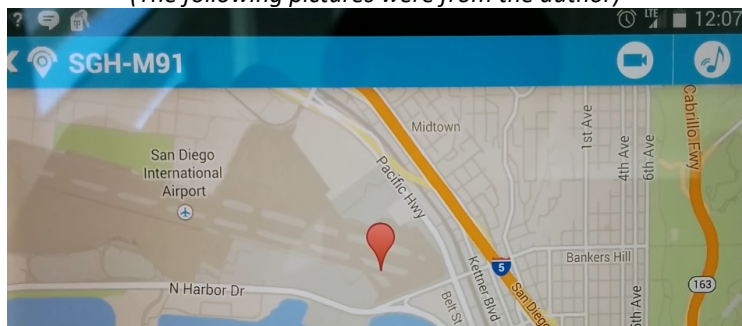 (The following pictures were from the author)
? LTE 12:07
SGH-M91
Midtown
San Diego
International
Airport
Pacific Hwy
1st Ave
4th Ave
6th Ave
Cabrillo Fwy
Bankers Hill
5
163
N Harbor Dr
Kettner Blvd
Belt St
San Diego
5th Ave